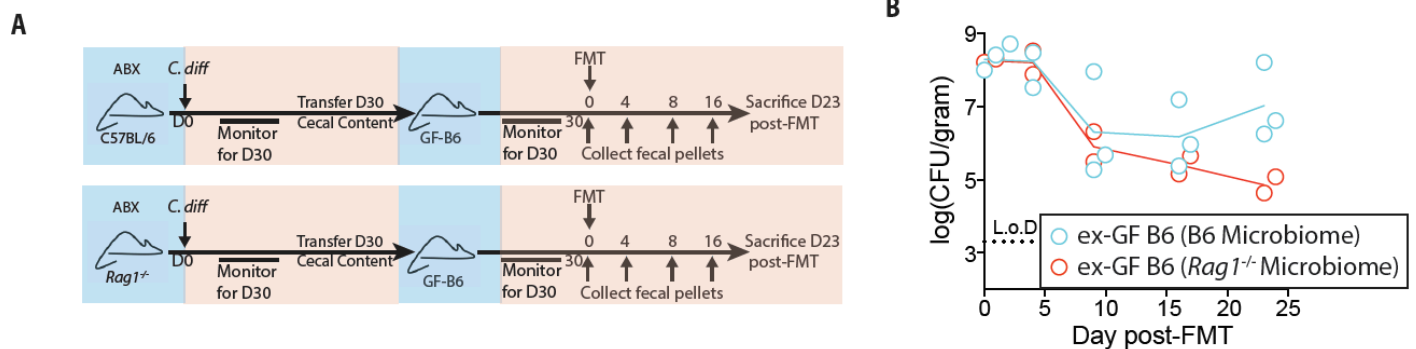 A
ABX
C. diff
C57BL/6
D0
Monitor
for D30
Transfer D30
Cecal Content
GF-B6
Monitor
for D30
30
FMT
0 4 8 16
Collect fecal pellets
Sacrifice D23
post-FMT
ABX
C. diff
Rag1-/-
D0
Monitor
for D30
Transfer D30
Cecal Content
GF-B6
Monitor
for D30
30
FMT
0 4 8 16
Collect fecal pellets
Sacrifice D23
post-FMT
B
log(CFU/gram)
9
7
5
3
L.o.D
ex-GF B6 (B6 Microbiome)
ex-GF B6 (Rag1-/- Microbiome)
0 5 10 15 20 25
Day post-FMT